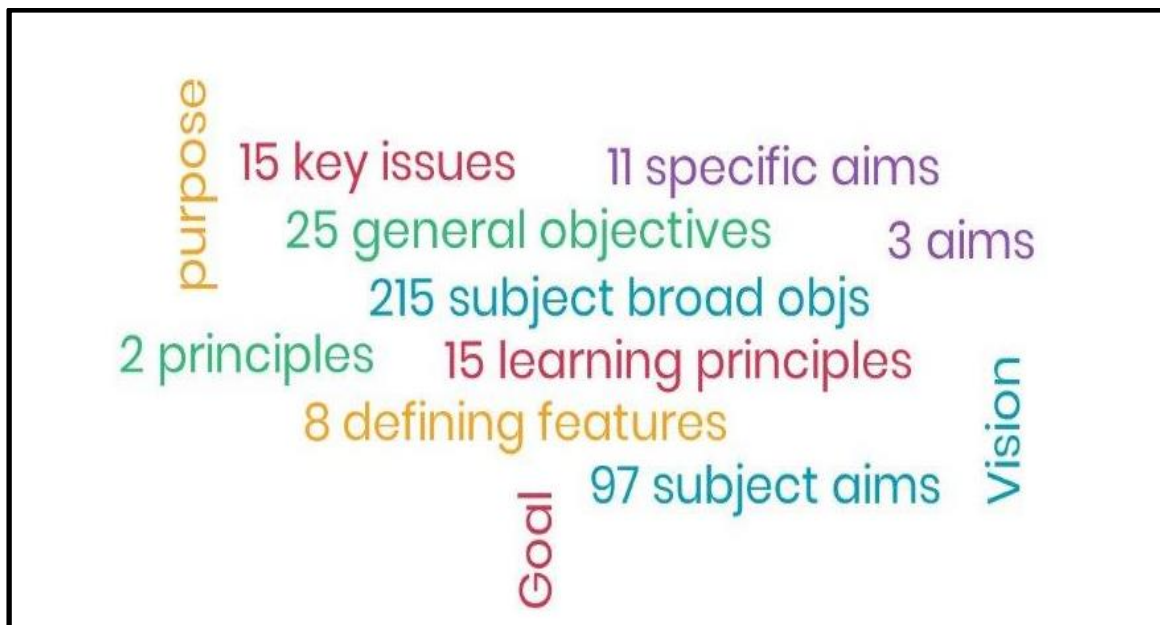 purpose
15 key issues
11 specific aims
25 general objectives
3 aims
215 subject broad objs
2 principles
15 learning principles
Vision
8 defining features
97 subject aims
Goal